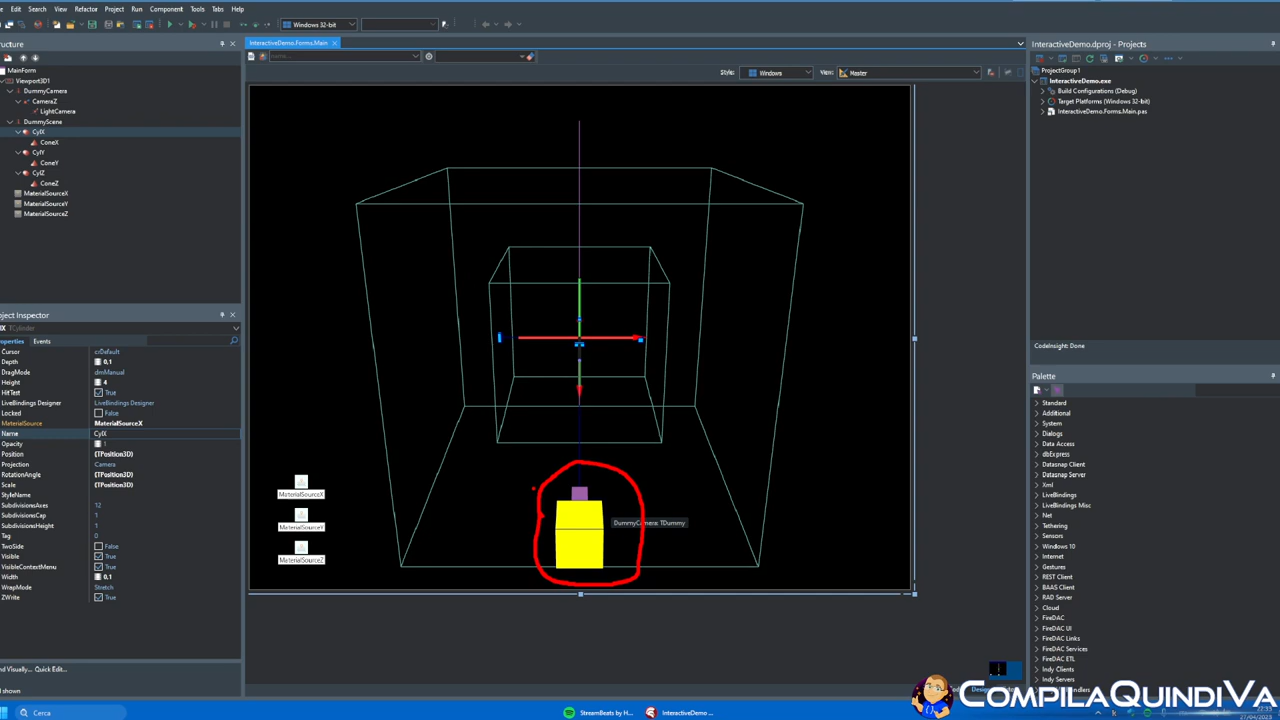 Edit Search View Refactor Project Run Component Tools Tabs Help
Windows 32-bit
MainForm
Viewport3D1
DummyCamera
CameraZ
LightCamera
DummyScene
CylX
ConeX
CylY
ConeY
CylZ
ConeZ
MaterialSourceX
MaterialSourceY
MaterialSourceZ
TCylinder
Events
Cursor crDefault
Depth 0,1
DragMode dmManual
Height 4
HitTest True
LiveBindings Designer LiveBindings Designer
Locked False
MaterialSource MaterialSourceX
Name CylX
Opacity 1
Position (TPosition3D)
Projection Camera
RotationAngle (TPosition3D)
Scale (TPosition3D)
StyleName
SubdivisionsAxes 12
SubdivisionsCap 1
SubdivisionsHeight 1
Tag 0
TwoSide False
Visible True
VisibleContextMenu True
Width 0,1
WrapMode Stretch
ZWrite True
Quick Edit...
shown
InteractiveDemo.Forms.Main
Style: Windows View: Master
MaterialSourceX
MaterialSourceY
MaterialSourceZ
DummyCamera: TDummy
InteractiveDemo.dproj - Projects
ProjectGroup1
InteractiveDemo.exe
Build Configurations (Debug)
Target Platforms (Windows 32-bit)
InteractiveDemo.Forms.Main.pas
CodeInsight: Done
Palette
Standard
Additional
System
Dialogs
Data Access
dbExpress
Datasnap Client
Datasnap Server
Xml
LiveBindings
LiveBindings Misc
Net
Tethering
Sensors
Windows 10
Internet
Gestures
REST Client
BAAS Client
RAD Server
Cloud
FireDAC
FireDAC UI
FireDAC Links
FireDAC Services
FireDAC ETL
Indy Clients
Indy Servers
COMPILAQUINDIVA
Cerca
StreamBeats by H...
InteractiveDemo ...
27/04/2023